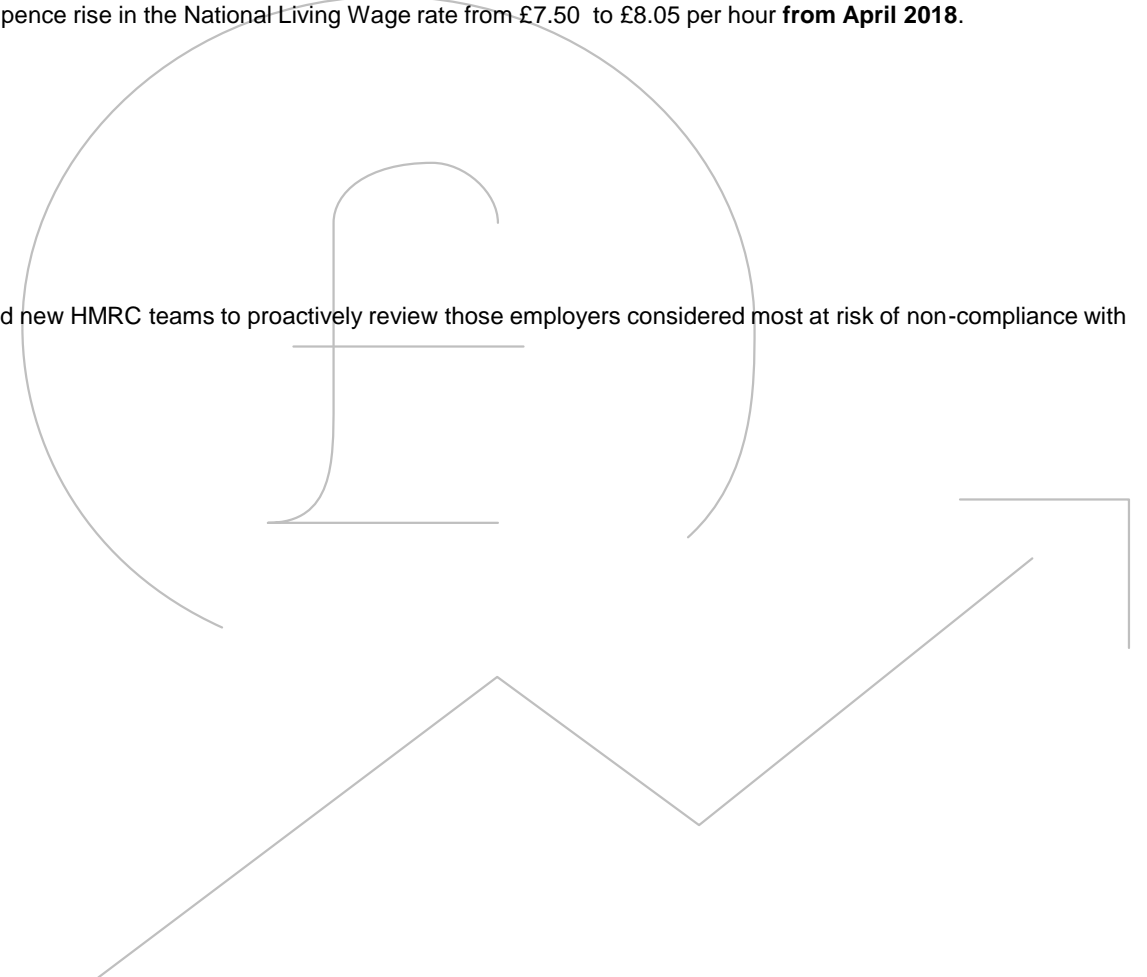 pence rise in the National Living Wage rate from £7.50 to £8.05 per hour from April 2018.
d new HMRC teams to proactively review those employers considered most at risk of non-compliance with